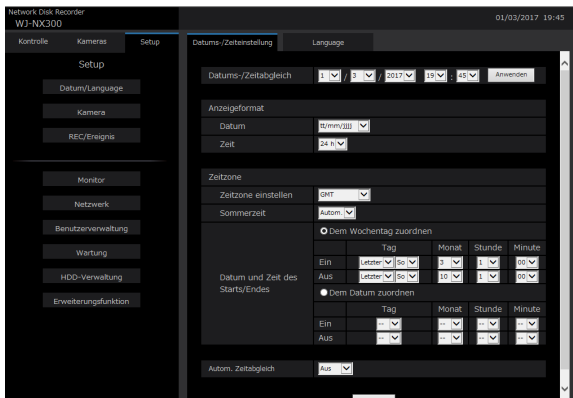 Network Disk Recorder
WJ-NX300
01/03/2017 19:45
Kontrolle Kameras Setup
Datums-/Zeiteinstellung Language
Setup
Datum/Language
Kamera
REC/Ereignis
Monitor
Netzwerk
Benutzerverwaltung
Wartung
HDD-Verwaltung
Erweiterungsfunktion
Datums-/Zeitabgleich 1 / 3 / 2017 19 : 45 Anwenden
Anzeigeformat
Datum tt/mm/jjjj
Zeit 24 h
Zeitzone
Zeitzone einstellen GMT
Sommerzeit Autom.
Datum und Zeit des
Starts/Endes
Dem Wochentag zuordnen
Tag Monat Stunde Minute
Ein Letzter So 3 1 00
Aus Letzter So 10 1 00
Dem Datum zuordnen
Tag Monat Stunde Minute
Ein -- -- -- --
Aus -- -- -- --
Autom. Zeitabgleich Aus